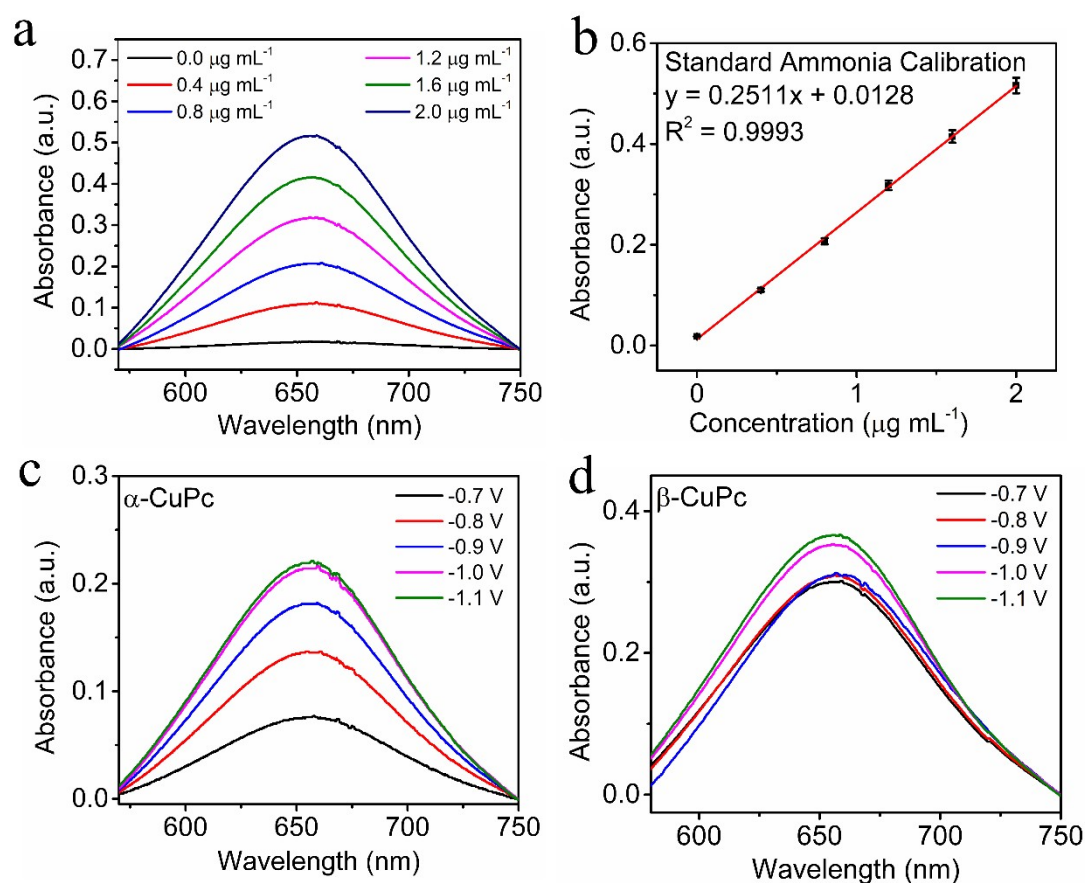 a
0.0 μg mL⁻¹
0.4 μg mL⁻¹
0.8 μg mL⁻¹
1.2 μg mL⁻¹
1.6 μg mL⁻¹
2.0 μg mL⁻¹
0.7
0.6
0.5
0.4
0.3
0.2
0.1
0.0
Absorbance (a.u.)
600 650 700 750
Wavelength (nm)
b
Standard Ammonia Calibration
y = 0.2511x + 0.0128
R² = 0.9993
0.6
0.4
0.2
0.0
Absorbance (a.u.)
0 1 2
Concentration (μg mL⁻¹)
c
α-CuPc
-0.7 V
-0.8 V
-0.9 V
-1.0 V
-1.1 V
0.3
0.2
0.1
0.0
Absorbance (a.u.)
600 650 700 750
Wavelength (nm)
d
β-CuPc
-0.7 V
-0.8 V
-0.9 V
-1.0 V
-1.1 V
0.4
0.2
0.0
Absorbance (a.u.)
600 650 700 750
Wavelength (nm)